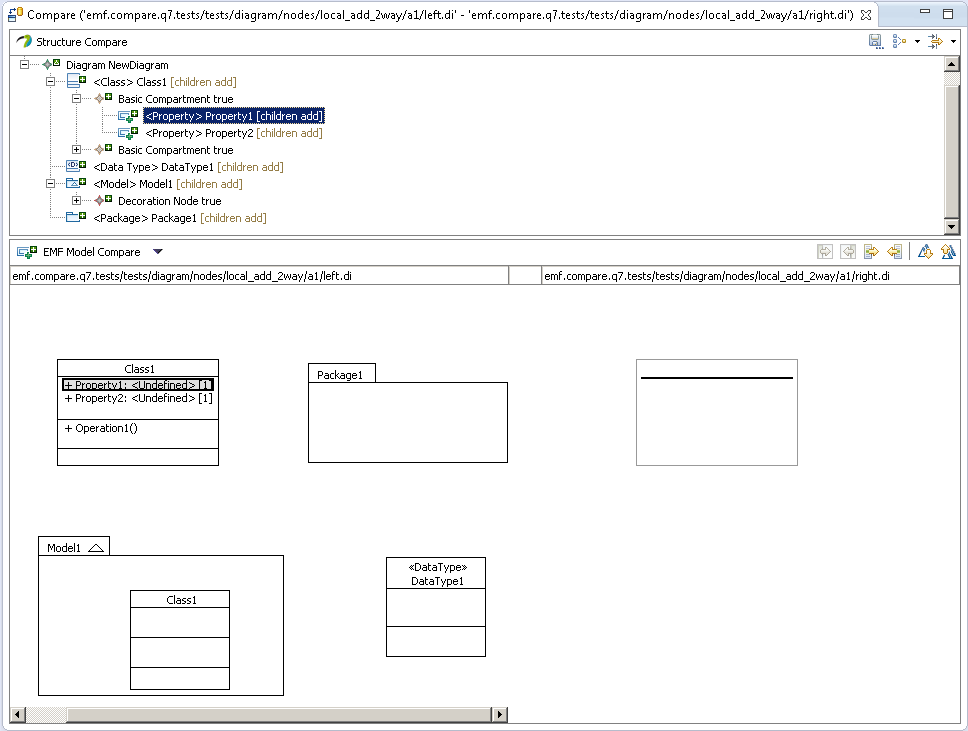 Compare ('emf.compare.q7.tests/tests/diagram/nodes/local_add_2way/a1/left.di' - 'emf.compare.q7.tests/tests/diagram/nodes/local_add_2way/a1/right.di')
Structure Compare
Diagram NewDiagram
<Class> Class1 [children add]
Basic Compartment true
<Property> Property1 [children add]
<Property> Property2 [children add]
Basic Compartment true
<Data Type> DataType1 [children add]
<Model> Model1 [children add]
Decoration Node true
<Package> Package1 [children add]
EMF Model Compare
emf.compare.q7.tests/tests/diagram/nodes/local_add_2way/a1/left.di
emf.compare.q7.tests/tests/diagram/nodes/local_add_2way/a1/right.di
Class1
+ Property1: <Undefined> [1
+ Property2: <Undefined> [1]
+ Operation1()
Package1
Model1
Class1
«DataType»
DataType1